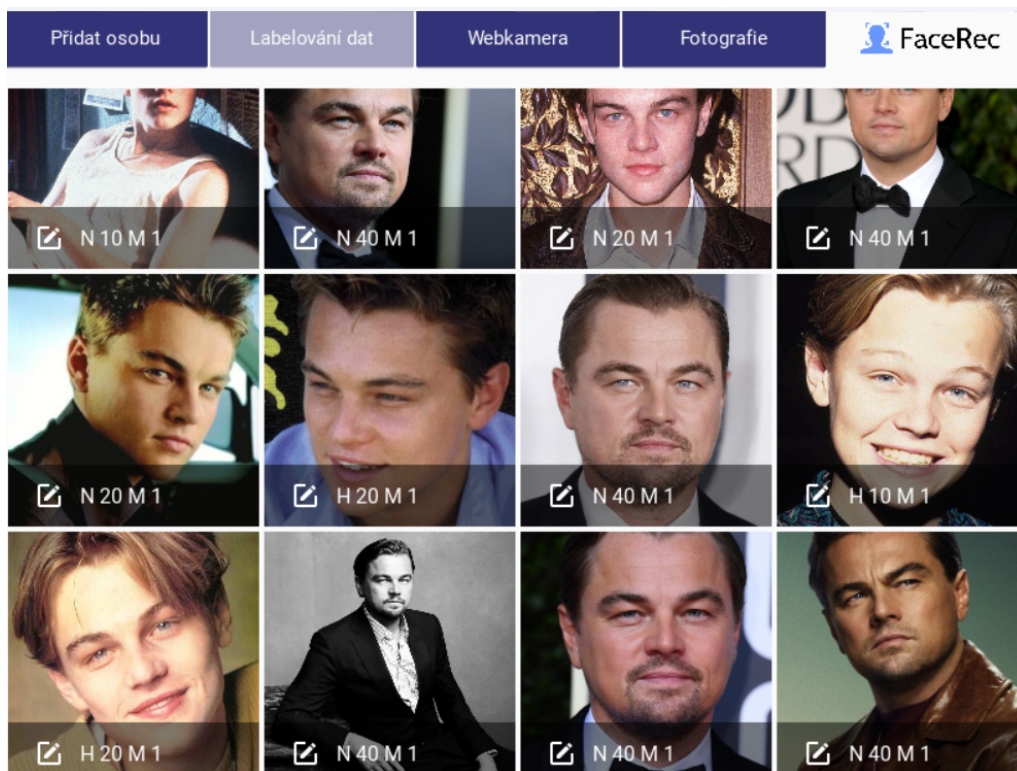 Přidat osobu
Labelování dat
Webkamera
Fotografie
FaceRec
N 10 M 1
N 40 M 1
N 20 M 1
N 40 M 1
N 20 M 1
H 20 M 1
N 40 M 1
H 10 M 1
H 20 M 1
N 40 M 1
N 40 M 1
N 40 M 1